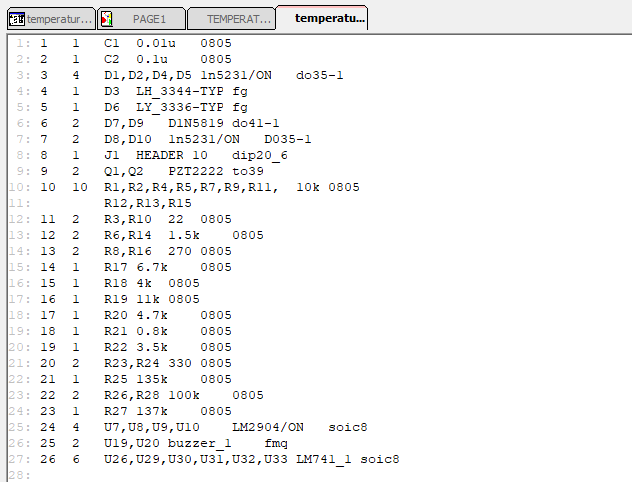 temperatur... PAGE1 TEMPERAT... temperatu...
1: 1 1 C1 0.01u 0805
2: 2 1 C2 0.1u 0805
3: 3 4 D1,D2,D4,D5 1n5231/ON do35-1
4: 4 1 D3 LH_3344-TYP fg
5: 5 1 D6 LY_3336-TYP fg
6: 6 2 D7,D9 D1N5819 do41-1
7: 7 2 D8,D10 1n5231/ON D035-1
8: 8 1 J1 HEADER 10 dip20_6
9: 9 2 Q1,Q2 PZT2222 to39
10: 10 10 R1,R2,R4,R5,R7,R9,R11, 10k 0805
11: R12,R13,R15
12: 11 2 R3,R10 22 0805
13: 12 2 R6,R14 1.5k 0805
14: 13 2 R8,R16 270 0805
15: 14 1 R17 6.7k 0805
16: 15 1 R18 4k 0805
17: 16 1 R19 11k 0805
18: 17 1 R20 4.7k 0805
19: 18 1 R21 0.8k 0805
20: 19 1 R22 3.5k 0805
21: 20 2 R23,R24 330 0805
22: 21 1 R25 135k 0805
23: 22 2 R26,R28 100k 0805
24: 23 1 R27 137k 0805
25: 24 4 U7,U8,U9,U10 LM2904/ON soic8
26: 25 2 U19,U20 buzzer_1 fmq
27: 26 6 U26,U29,U30,U31,U32,U33 LM741_1 soic8
28: